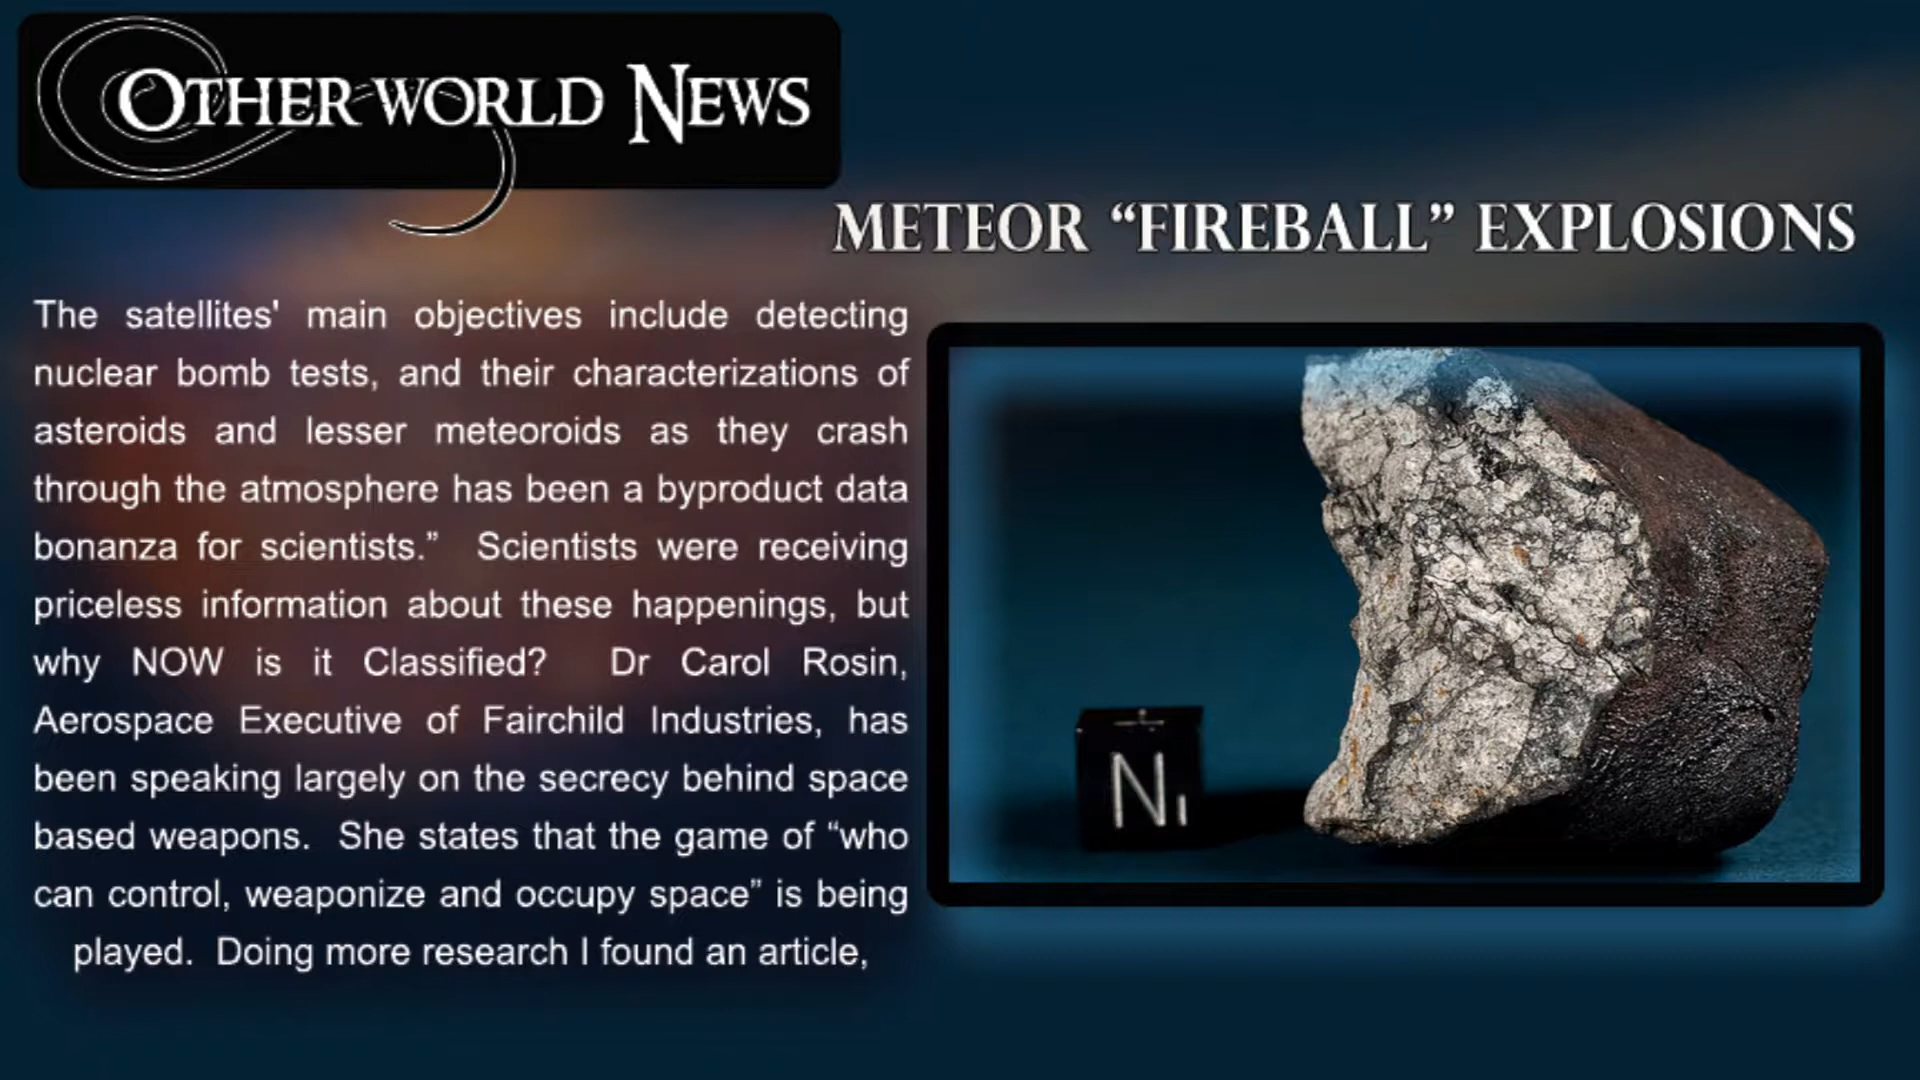 OTHER WORLD NEWS
METEOR “FIREBALL” EXPLOSIONS
The satellites' main objectives include detecting
nuclear bomb tests, and their characterizations of
asteroids and lesser meteoroids as they crash
through the atmosphere has been a byproduct data
bonanza for scientists.” Scientists were receiving
priceless information about these happenings, but
why NOW is it Classified? Dr Carol Rosin,
Aerospace Executive of Fairchild Industries, has
been speaking largely on the secrecy behind space
based weapons. She states that the game of “who
can control, weaponize and occupy space” is being
played. Doing more research I found an article,
N